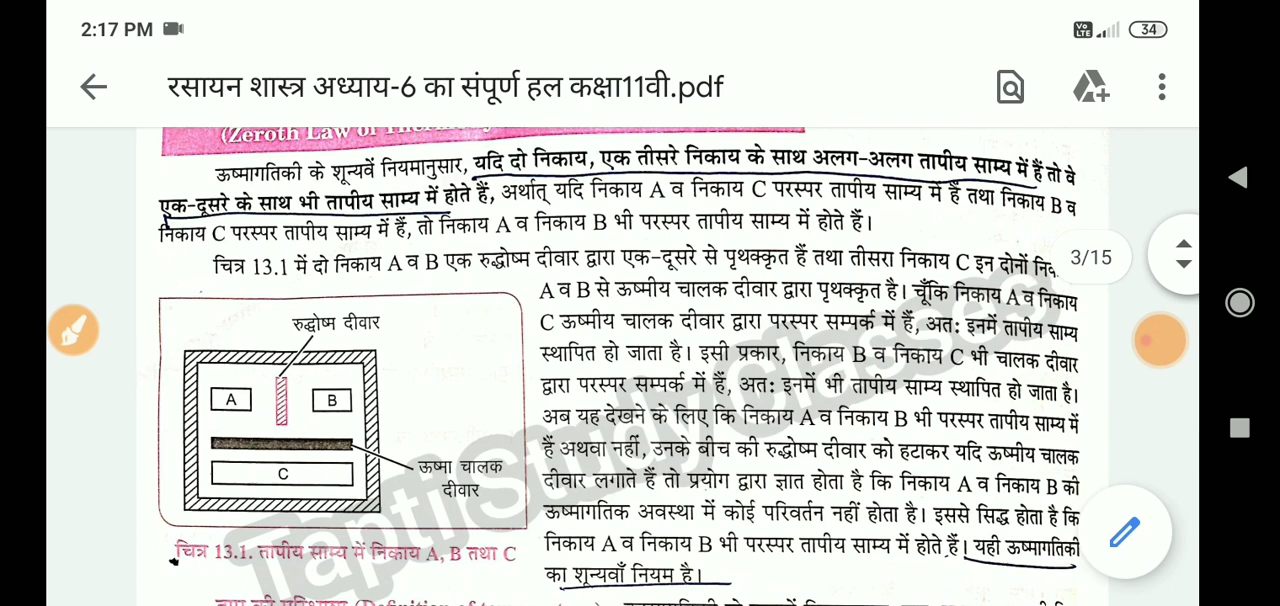 2:17 PM
Vo LTE
34
रसायन शास्त्र अध्याय-6 का संपूर्ण हल कक्षा11वी.pdf
(Zeroth Law of
ऊष्मागतिकी के शून्यवें नियमानुसार, यदि दो निकाय, एक तीसरे निकाय के साथ अलग-अलग तापीय साम्य में हैं तो वे
एक-दूसरे के साथ भी तापीय साम्य में होते हैं, अर्थात् यदि निकाय A व निकाय C परस्पर तापीय साम्य में हैं तथा निकाय B व
निकाय C परस्पर तापीय साम्य में हैं, तो निकाय A व निकाय B भी परस्पर तापीय साम्य में होते हैं।
चित्र 13.1 में दो निकाय A व B एक रुद्धोष्म दीवार द्वारा एक-दूसरे से पृथक्कृत हैं तथा तीसरा निकाय C इन दोनों
3/15
A व B से ऊष्मीय चालक दीवार द्वारा पृथक्कृत है। चूँकि निकाय A व निकाय
C ऊष्मीय चालक दीवार द्वारा परस्पर सम्पर्क में हैं, अत: इनमें तापीय साम्य
स्थापित हो जाता है। इसी प्रकार, निकाय B व निकाय C भी चालक दीवार
द्वारा परस्पर सम्पर्क में हैं, अत: इनमें भी तापीय साम्य स्थापित हो जाता है।
अब यह देखने के लिए कि निकाय A व निकाय B भी परस्पर तापीय साम्य में
हैं अथवा नहीं, उनके बीच की रुद्धोष्म दीवार को हटाकर यदि ऊष्मीय चालक
दीवार लगाते हैं तो प्रयोग द्वारा ज्ञात होता है कि निकाय A व निकाय B की
ऊष्मागतिक अवस्था में कोई परिवर्तन नहीं होता है। इससे सिद्ध होता है कि
निकाय A व निकाय B भी परस्पर तापीय साम्य में होते हैं। यही ऊष्मागतिकी
का शून्यवाँ नियम है।
रुद्धोष्म दीवार
A
B
C
ऊष्मा चालक
दीवार
चित्र 13.1. तापीय साम्य में निकाय A, B तथा C
Tapti Study Classes